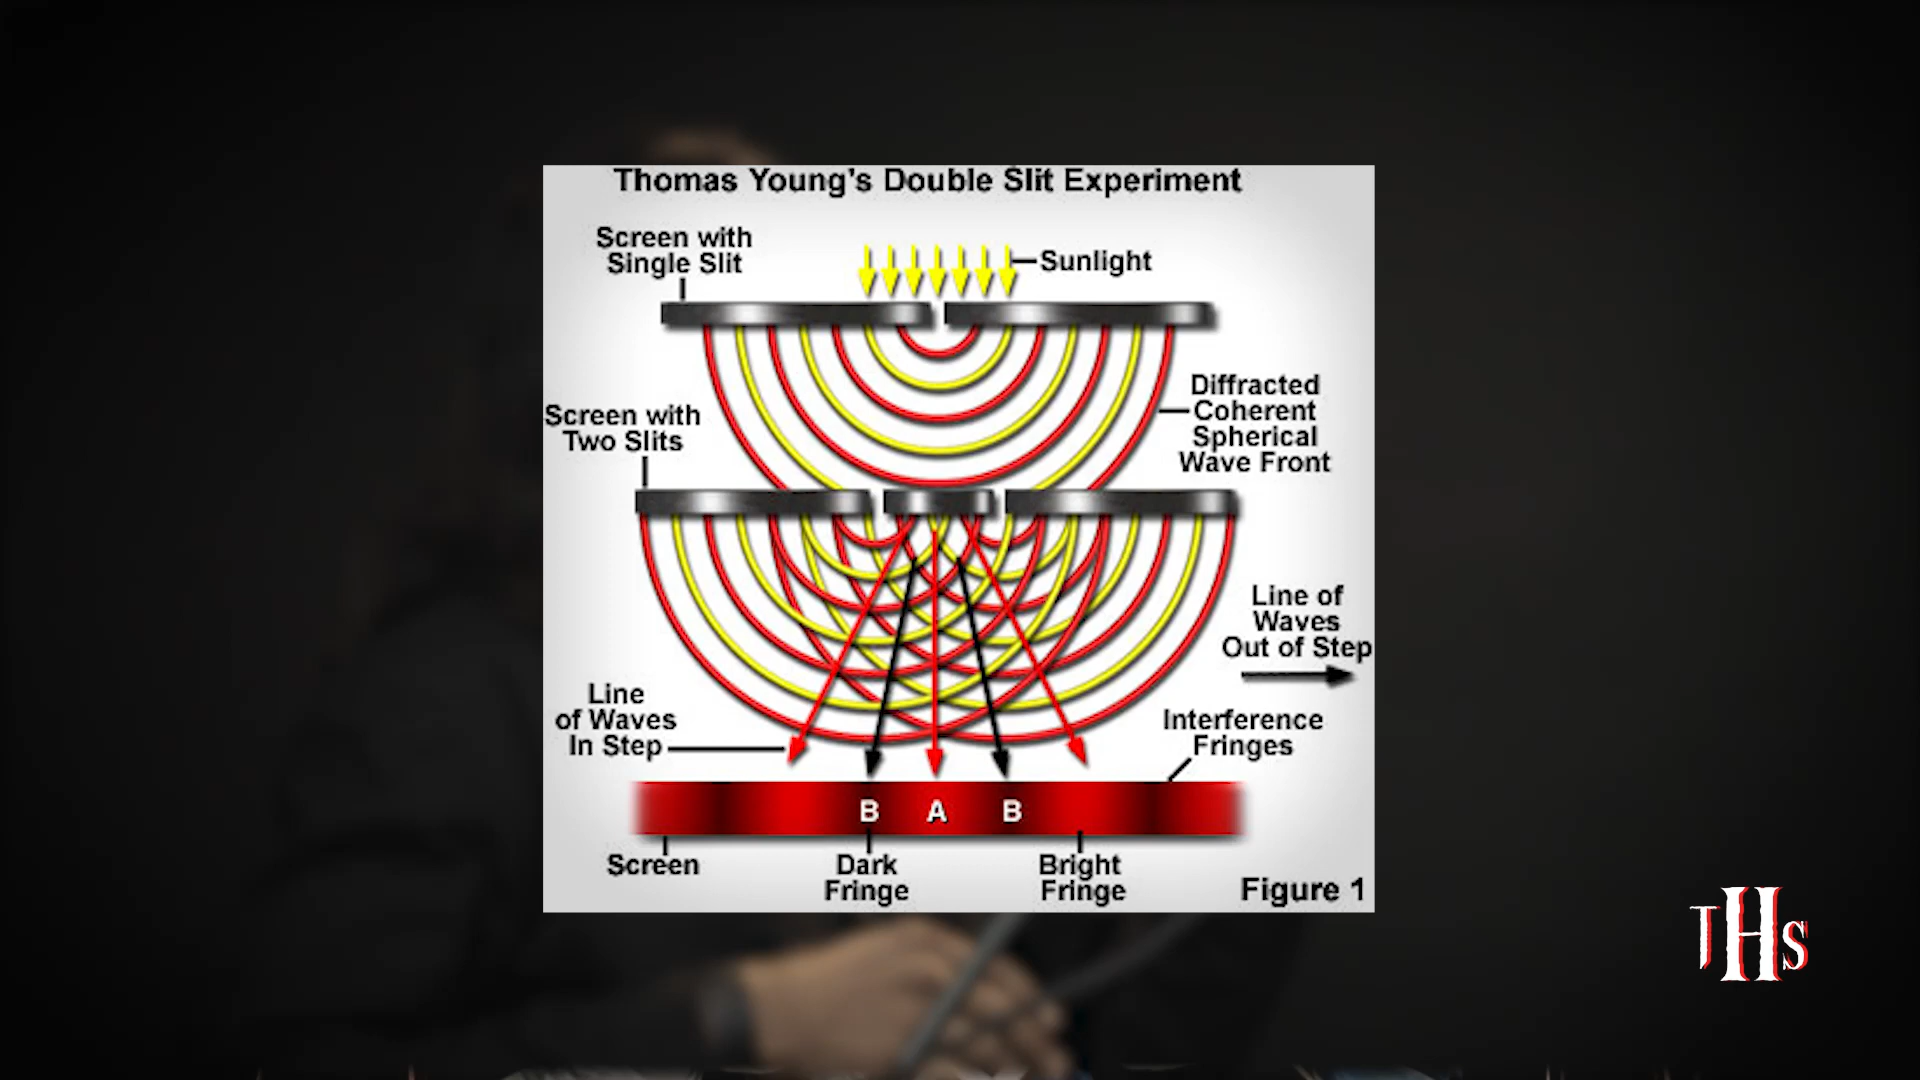 Thomas Young's Double Slit Experiment
Screen with
Single Slit
Sunlight
Diffracted
Coherent
Spherical
Wave Front
Screen with
Two Slits
Line of
Waves
Out of Step
Line
of Waves
In Step
Interference
Fringes
B A B
Screen
Dark
Fringe
Bright
Fringe
Figure 1
THS